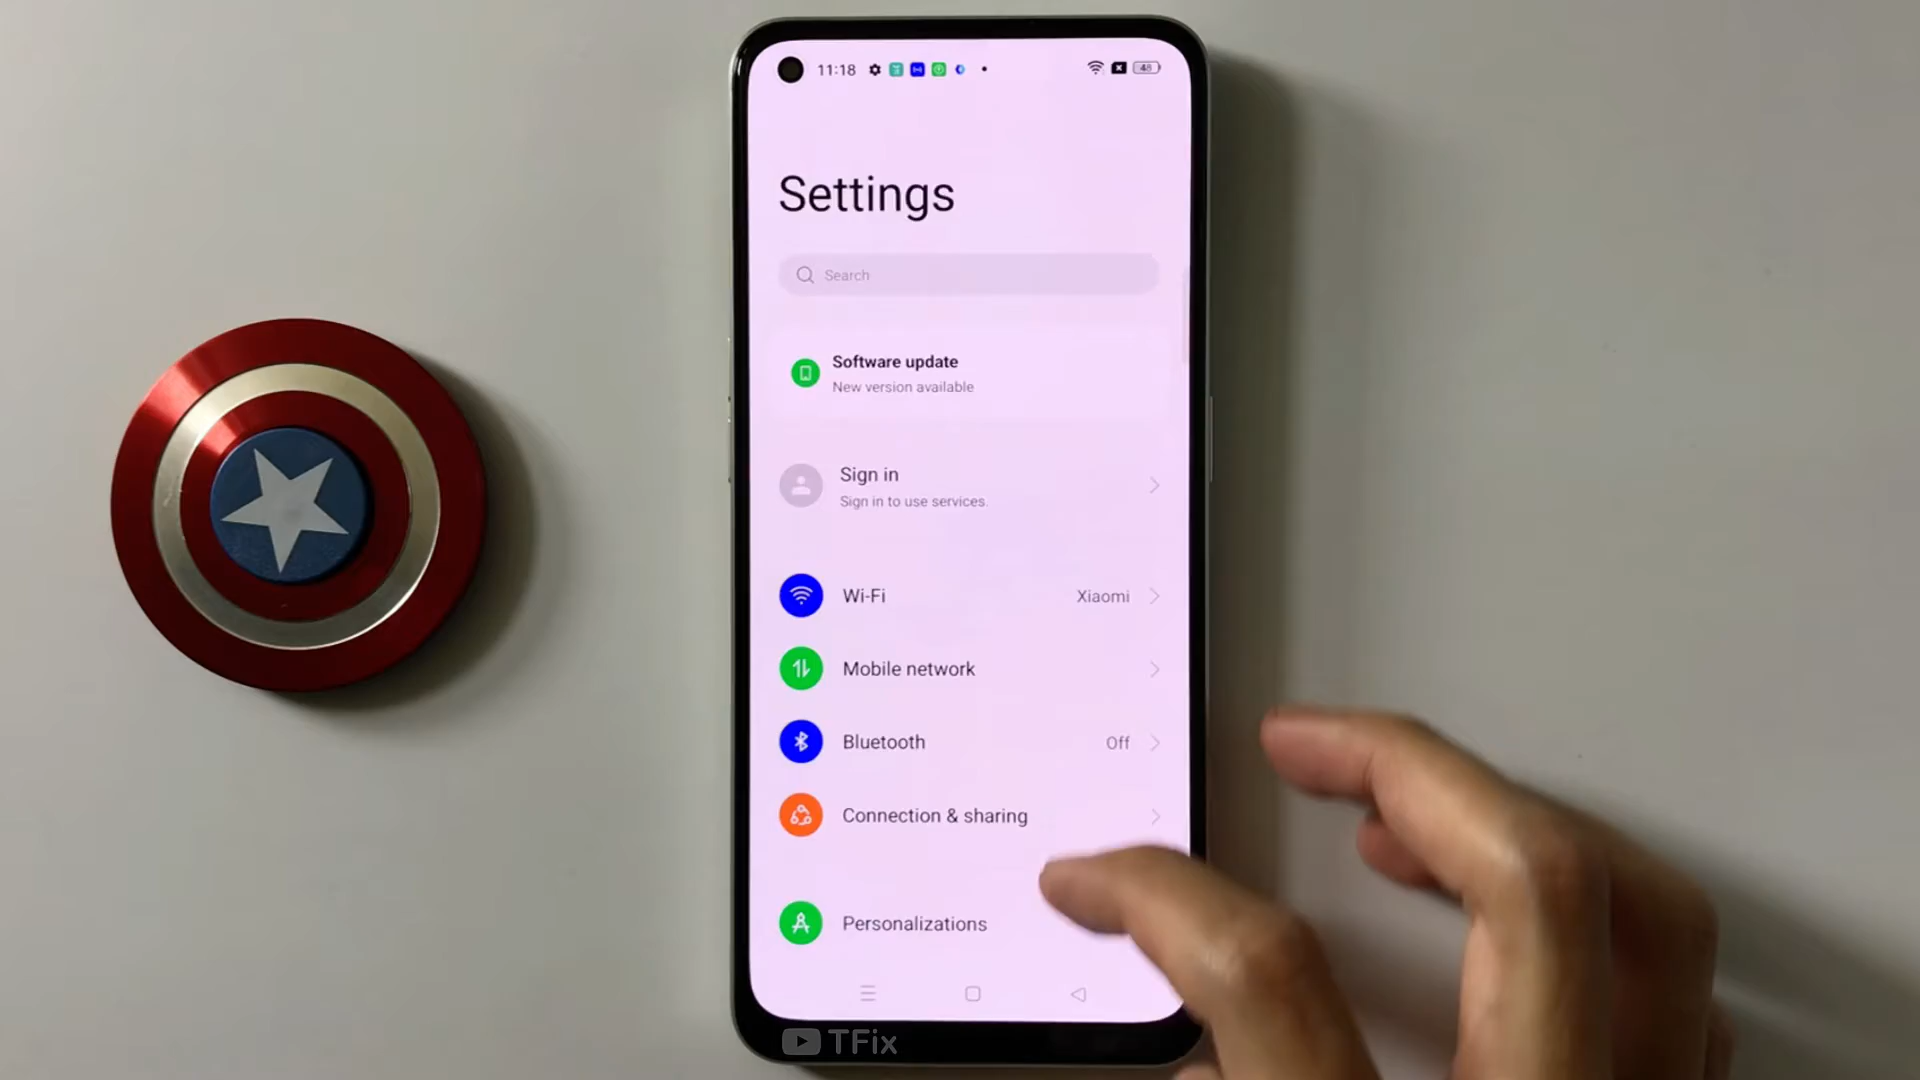 11:18
48
Settings
Search
Software update
New version available
Sign in
Sign in to use services.
Wi-Fi Xiaomi
Mobile network
Bluetooth Off
Connection & sharing
Personalizations
TFix